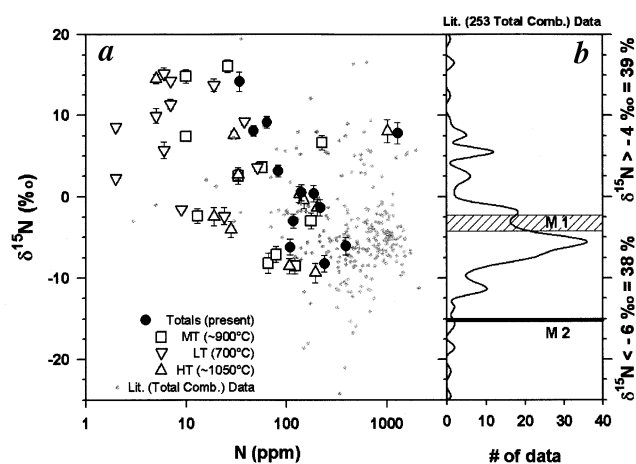 Lit. (253 Total Comb.) Data
a
b
20
10
0
-10
-20
δ¹⁵N (‰)
Totals (present)
MT (~900°C)
LT (700°C)
HT (~1050°C)
Lit. (Total Comb.) Data
1 10 100 1000
N (ppm)
M 1
M 2
0 10 20 30 40
# of data
δ¹⁵N > -4 ‰ = 39 %
δ¹⁵N < -6 ‰ = 38 %